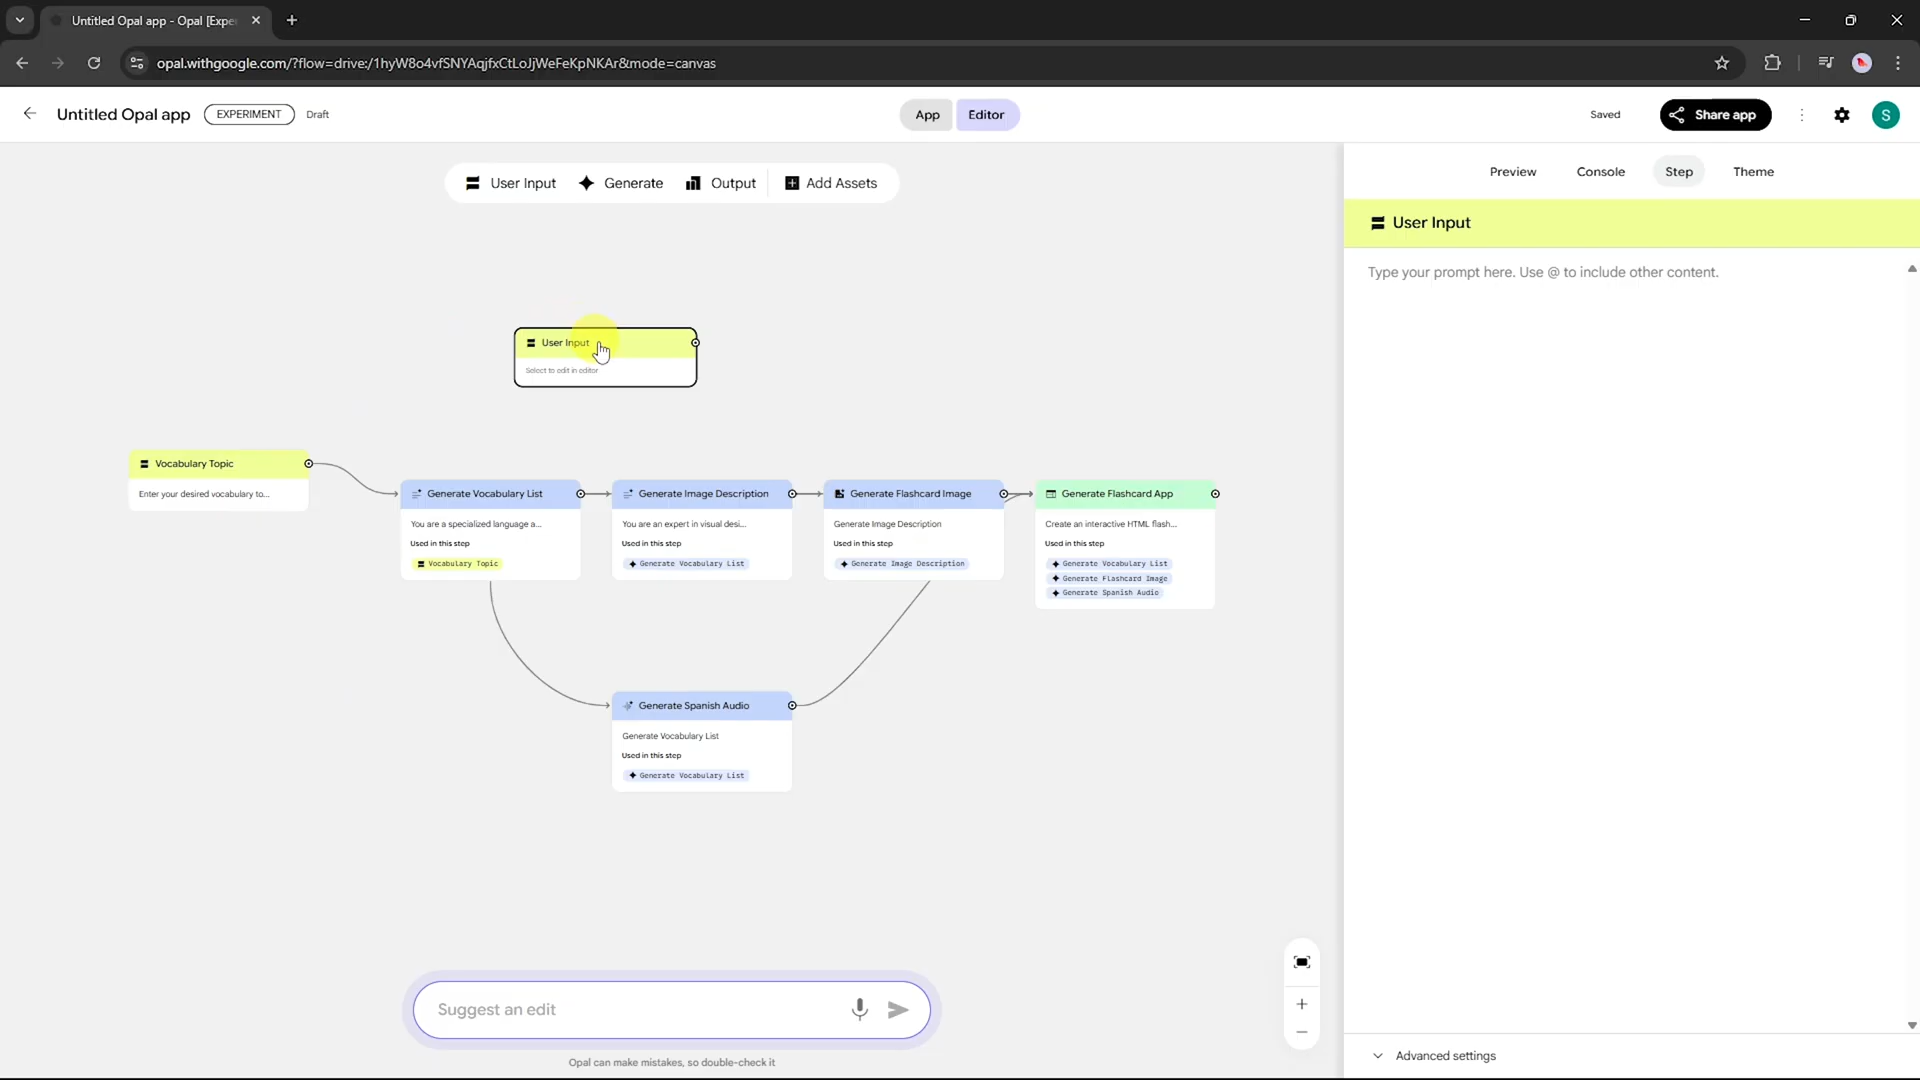 Untitled Opal app - Opal [Expe
opal.withgoogle.com/?flow=drive:/1hyW8o4vfSNYAqjfxCtLoJjWeFeKpNKAr&mode=canvas
Untitled Opal app
EXPERIMENT
Draft
App
Editor
Saved
Share app
S
User Input
Generate
Output
Add Assets
Preview
Console
Step
Theme
User Input
Type your prompt here. Use @ to include other content.
User Input
Select to edit in editor
Vocabulary Topic
Enter your desired vocabulary to...
Generate Vocabulary List
You are a specialized language a...
Used in this step
Vocabulary Topic
Generate Image Description
You are an expert in visual desi...
Used in this step
Generate Vocabulary List
Generate Flashcard Image
Generate Image Description
Used in this step
Generate Image Description
Generate Flashcard App
Create an interactive HTML flash...
Used in this step
Generate Vocabulary List
Generate Flashcard Image
Generate Spanish Audio
Generate Spanish Audio
Generate Vocabulary List
Used in this step
Generate Vocabulary List
Suggest an edit
Opal can make mistakes, so double-check it
Advanced settings